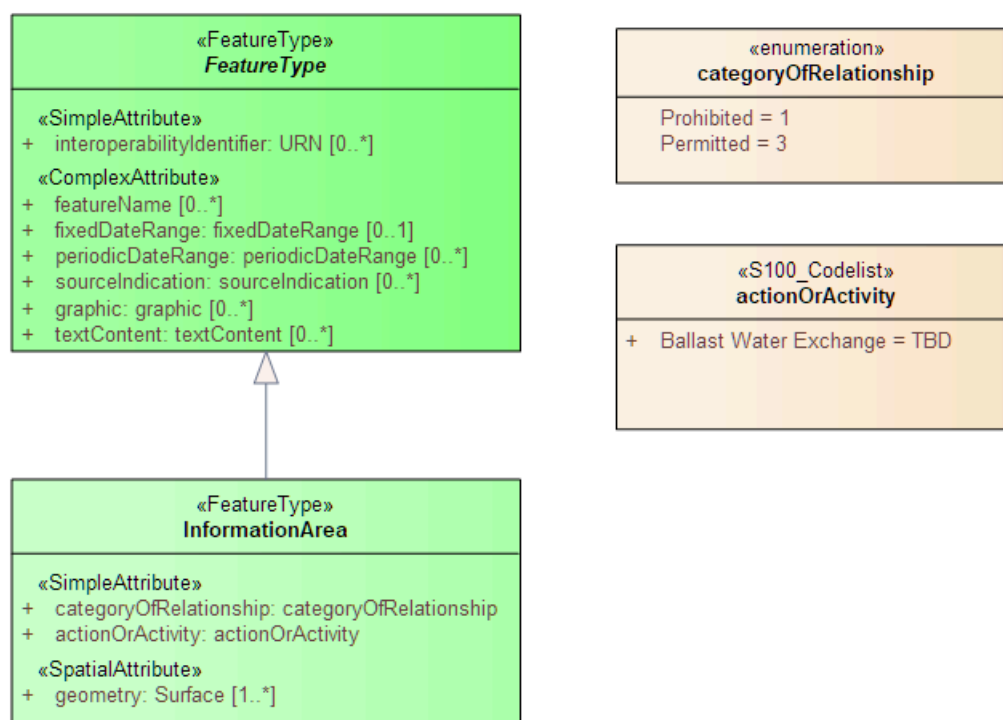 «FeatureType»
FeatureType
«SimpleAttribute»
+ interoperabilityIdentifier: URN [0..*]
«ComplexAttribute»
+ featureName [0..*]
+ fixedDateRange: fixedDateRange [0..1]
+ periodicDateRange: periodicDateRange [0..*]
+ sourceIndication: sourceIndication [0..*]
+ graphic: graphic [0..*]
+ textContent: textContent [0..*]
«enumeration»
categoryOfRelationship
Prohibited = 1
Permitted = 3
«S100_Codelist»
actionOrActivity
+ Ballast Water Exchange = TBD
«FeatureType»
InformationArea
«SimpleAttribute»
+ categoryOfRelationship: categoryOfRelationship
+ actionOrActivity: actionOrActivity
«SpatialAttribute»
+ geometry: Surface [1..*]